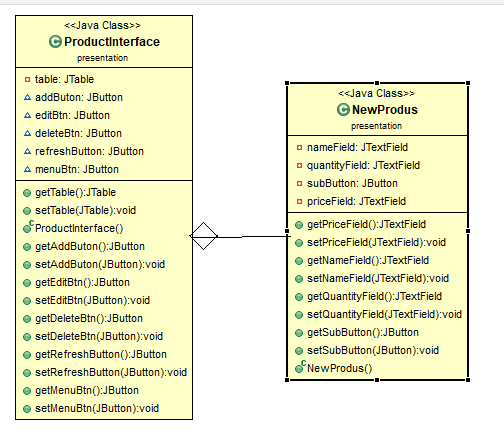 <<Java Class>>
ProductInterface
presentation
table: JTable
addButon: JButton
editBtn: JButton
deleteBtn: JButton
refreshButton: JButton
menuBtn: JButton
getTable():JTable
setTable(JTable):void
ProductInterface()
getAddButon():JButton
setAddButon(JButton):void
getEditBtn():JButton
setEditBtn(JButton):void
getDeleteBtn():JButton
setDeleteBtn(JButton):void
getRefreshButton():JButton
setRefreshButton(JButton):void
getMenuBtn():JButton
setMenuBtn(JButton):void
<<Java Class>>
NewProdus
presentation
nameField: JTextField
quantityField: JTextField
subButton: JButton
priceField: JTextField
getPriceField():JTextField
setPriceField(JTextField):void
getNameField():JTextField
setNameField(JTextField):void
getQuantityField():JTextField
setQuantityField(JTextField):void
getSubButton():JButton
setSubButton(JButton):void
NewProdus()